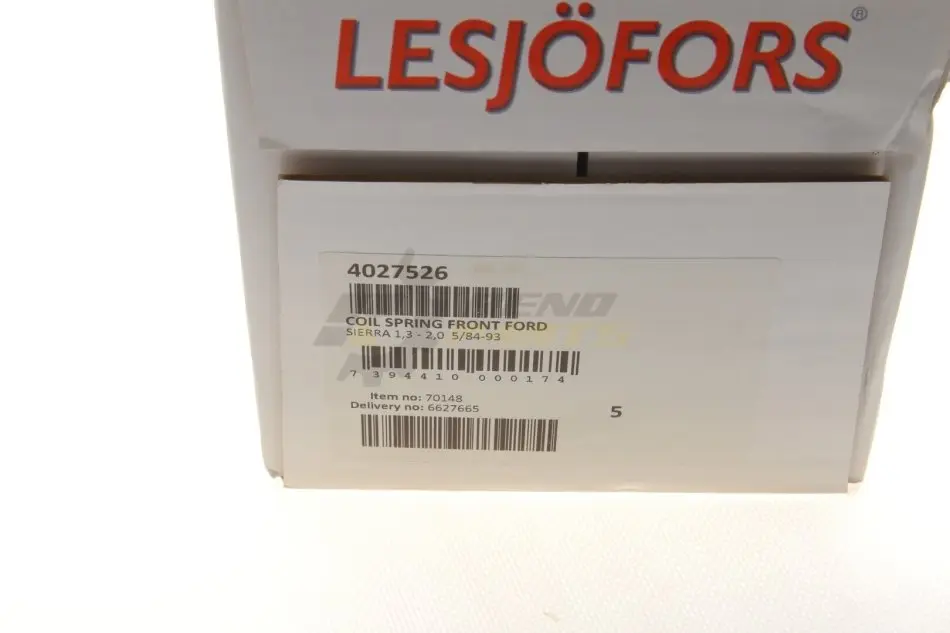 LESJÖFORS®
4027526
COIL SPRING FRONT FORD
SIERRA 1,3 - 2,0 5/84-93
7 394410 000174
Item no: 70148
Delivery no: 6627665
5